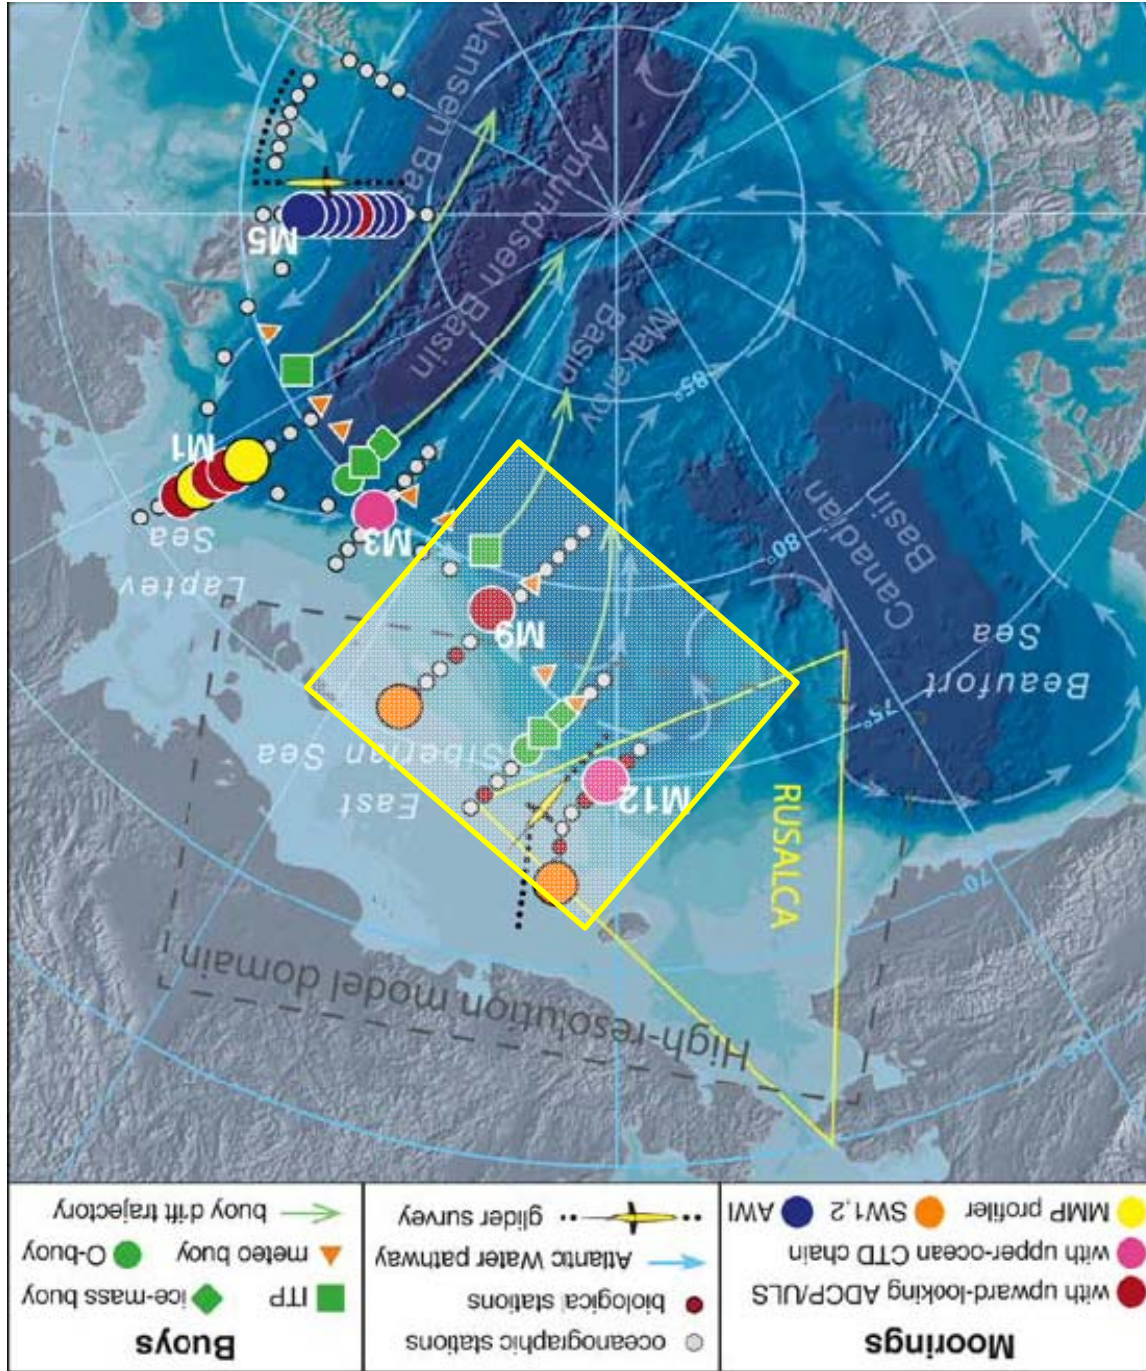 Moorings
with upward-looking ADCP/ULS
with upper-ocean CTD chain
MMP profiler
SW1,2
AWI
oceanographic stations
biological stations
Atlantic Water pathway
glider survey
Buoys
ITP
ice-mass buoy
meteo buoy
O-buoy
buoy drift trajectory
High-resolution model domain
RUSALCA
70°
75°
80°
85°
M12
East
Siberian Sea
M9
Beaufort
Sea
Laptev
Sea
M3
M1
Canadian
Basin
Makarov
Basin
Amundsen
Basin
M5
Nansen Basin